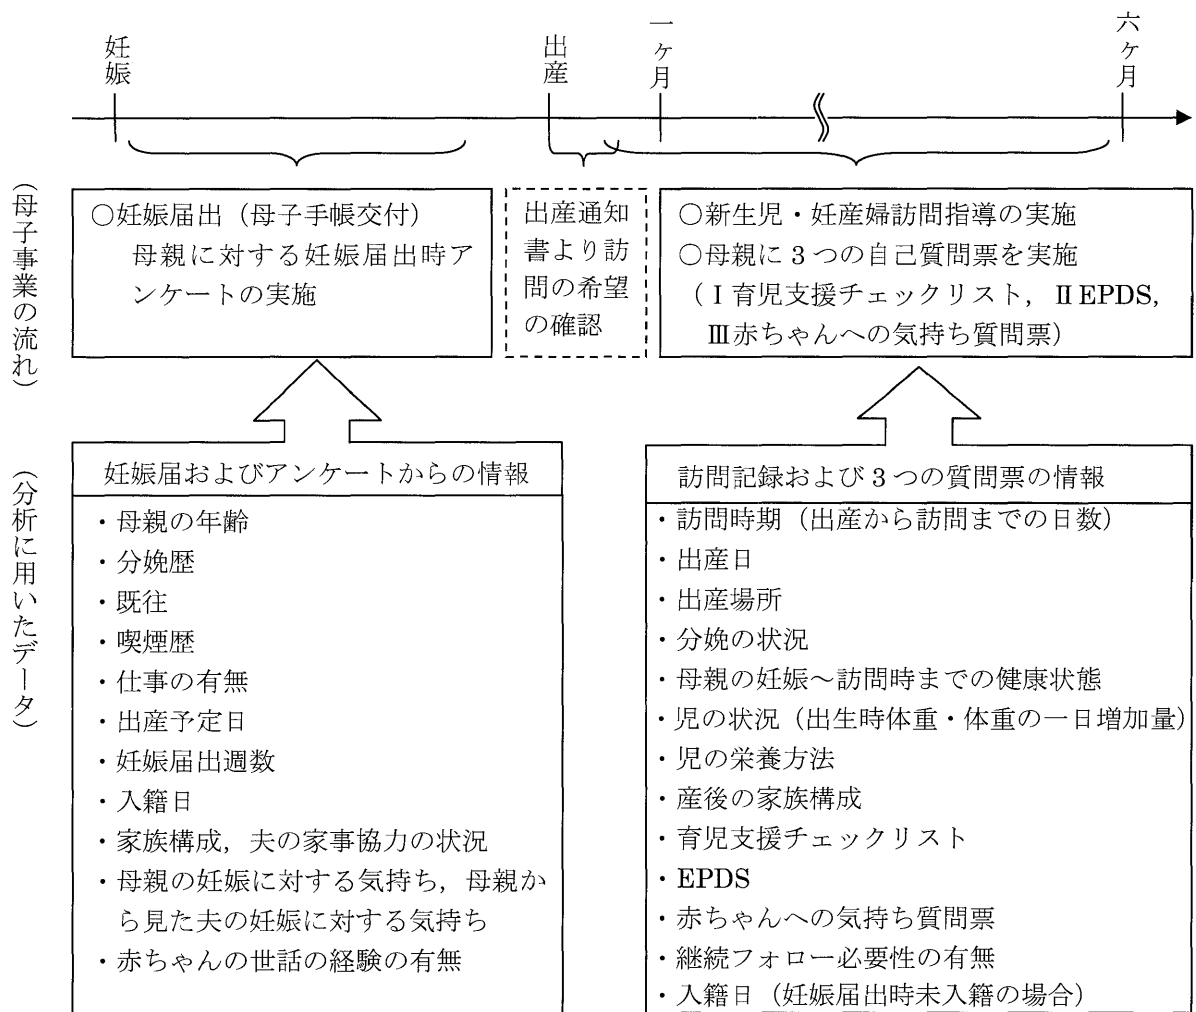 妊娠
出産
一ヶ月
六ヶ月
（母子事業の流れ）
○妊娠届出（母子手帳交付）
母親に対する妊娠届出時ア
ンケートの実施
出産通知
書より訪
問の希望
の確認
○新生児・妊産婦訪問指導の実施
○母親に3つの自己質問票を実施
（Ⅰ育児支援チェックリスト，ⅡEPDS，
Ⅲ赤ちゃんへの気持ち質問票）
（分析に用いたデータ）
妊娠届およびアンケートからの情報
・母親の年齢
・分娩歴
・既往
・喫煙歴
・仕事の有無
・出産予定日
・妊娠届出週数
・入籍日
・家族構成，夫の家事協力の状況
・母親の妊娠に対する気持ち，母親か
ら見た夫の妊娠に対する気持ち
・赤ちゃんの世話の経験の有無
訪問記録および3つの質問票の情報
・訪問時期（出産から訪問までの日数）
・出産日
・出産場所
・分娩の状況
・母親の妊娠～訪問時までの健康状態
・児の状況（出生時体重・体重の一日増加量）
・児の栄養方法
・産後の家族構成
・育児支援チェックリスト
・EPDS
・赤ちゃんへの気持ち質問票
・継続フォロー必要性の有無
・入籍日（妊娠届出時未入籍の場合）